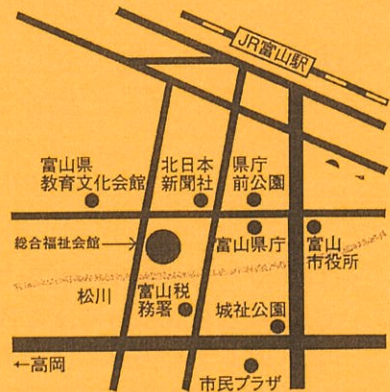 JR富山駅
富山県
教育文化会館
北日本
新聞社
県庁
前公園
総合福祉会館→
富山県庁
富山
市役所
松川
富山税
務署
城祉公園
←高岡
市民プラザ